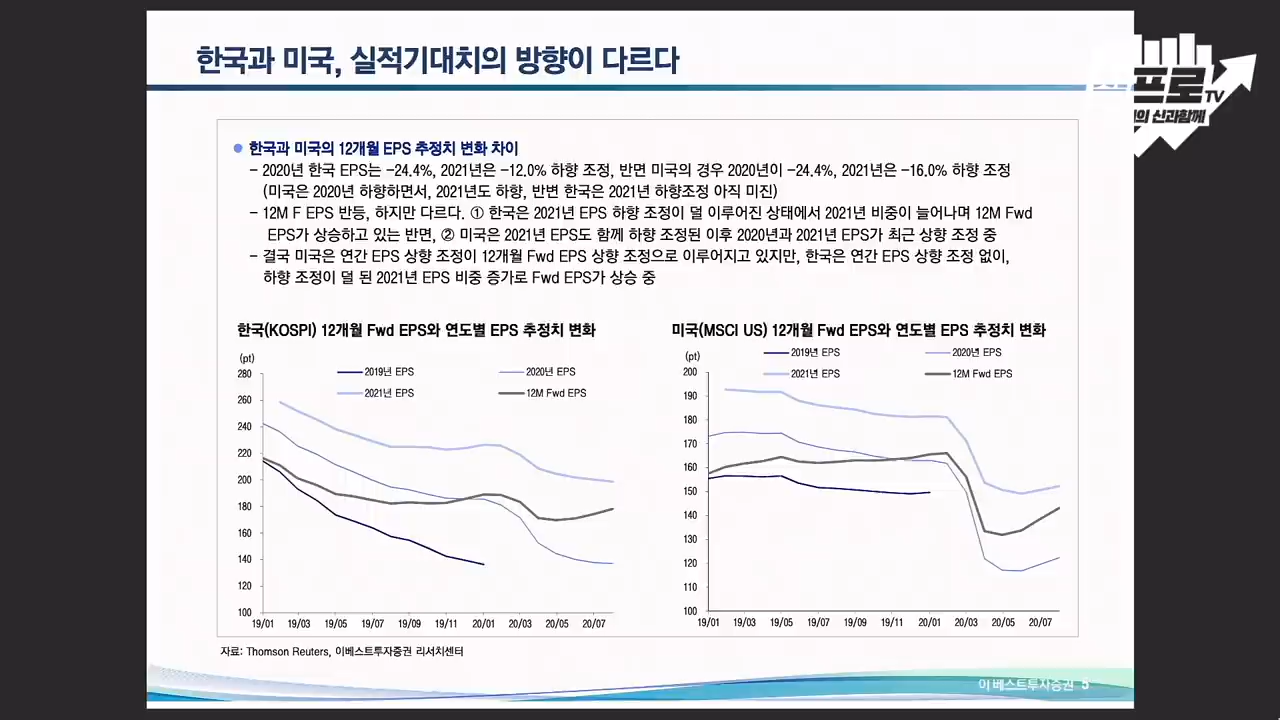 한국과 미국, 실적기대치의 방향이 다르다
프로TV
의 신과함께
● 한국과 미국의 12개월 EPS 추정치 변화 차이
– 2020년 한국 EPS는 -24.4%, 2021년은 -12.0% 하향 조정, 반면 미국의 경우 2020년이 -24.4%, 2021년은 -16.0% 하향 조정
(미국은 2020년 하향하면서, 2021년도 하향, 반변 한국은 2021년 하향조정 아직 미진)
– 12M F EPS 반등, 하지만 다르다. ① 한국은 2021년 EPS 하향 조정이 덜 이루어진 상태에서 2021년 비중이 늘어나며 12M Fwd
EPS가 상승하고 있는 반면, ② 미국은 2021년 EPS도 함께 하향 조정된 이후 2020년과 2021년 EPS가 최근 상향 조정 중
– 결국 미국은 연간 EPS 상향 조정이 12개월 Fwd EPS 상향 조정으로 이루어지고 있지만, 한국은 연간 EPS 상향 조정 없이,
하향 조정이 덜 된 2021년 EPS 비중 증가로 Fwd EPS가 상승 중
한국(KOSPI) 12개월 Fwd EPS와 연도별 EPS 추정치 변화
(pt)
2019년 EPS 2020년 EPS
2021년 EPS 12M Fwd EPS
280
260
240
220
200
180
160
140
120
100
19/01 19/03 19/05 19/07 19/09 19/11 20/01 20/03 20/05 20/07
미국(MSCI US) 12개월 Fwd EPS와 연도별 EPS 추정치 변화
(pt)
2019년 EPS 2020년 EPS
2021년 EPS 12M Fwd EPS
200
190
180
170
160
150
140
130
120
110
100
19/01 19/03 19/05 19/07 19/09 19/11 20/01 20/03 20/05 20/07
자료: Thomson Reuters, 이베스트투자증권 리서치센터
이베스트투자증권 5